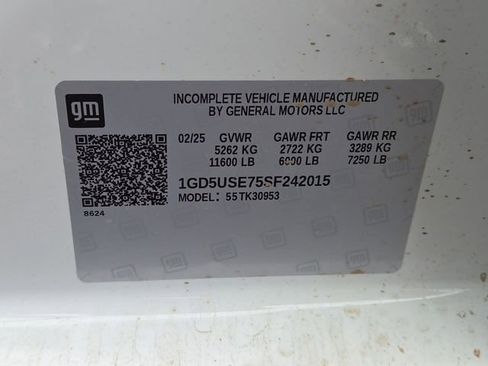 gm
INCOMPLETE VEHICLE MANUFACTURED
BY GENERAL MOTORS LLC
02/25 GVWR GAWR FRT GAWR RR
5262 KG 2722 KG 3289 KG
11600 LB 6000 LB 7250 LB
1GD5USE75SF242015
MODEL: 55TK30953
8624